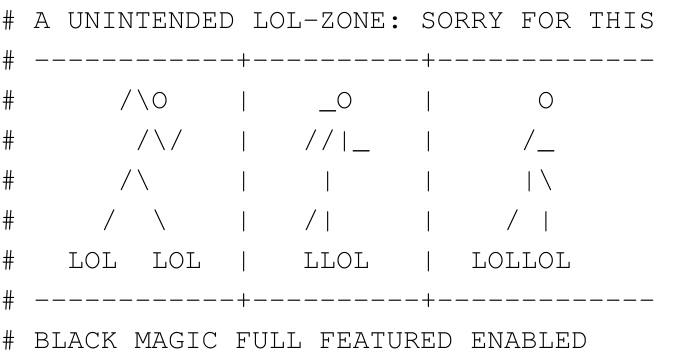 # A UNINTENDED LOL-ZONE: SORRY FOR THIS
# ------------+----------+-------------
#      /\O    |    _O    |      O
#       /\/   |   //|_   |     /_
#      /\     |    |     |     |\
#     /  \    |   /|     |    / |
#   LOL  LOL  |   LLOL   |  LOLLOL
# ------------+----------+-------------
# BLACK MAGIC FULL FEATURED ENABLED